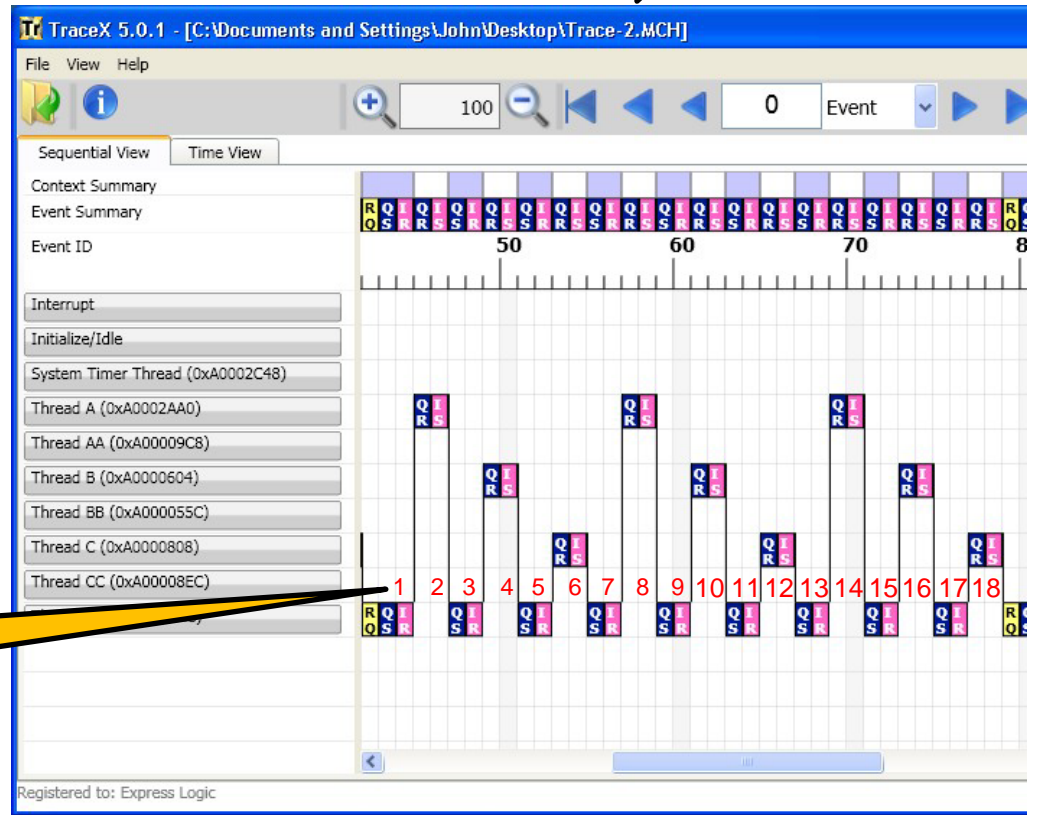 TraceX 5.0.1 - [C:\Documents and Settings\John\Desktop\Trace-2.MCH]
File View Help
100 0 Event
Sequential View Time View
Context Summary
Event Summary
R Q I Q I Q I Q I Q I Q I Q I Q I Q I Q I Q I Q I Q I Q I Q I Q I Q I Q I R
Q S R R S S R R S S R R S S R R S S R R S S R R S S R R S S R R S S R R S Q
Event ID 50 60 70 8
Interrupt
Initialize/Idle
System Timer Thread (0xA0002C48)
Thread A (0xA0002AA0) Q I Q I Q I
R S R S R S
Thread AA (0xA00009C8)
Thread B (0xA0000604) Q I Q I Q I
R S R S R S
Thread BB (0xA000055C)
Thread C (0xA0000808) Q I Q I Q I
R S R S R S
Thread CC (0xA00008EC) 1 2 3 4 5 6 7 8 9 10 11 12 13 14 15 16 17 18
R Q I Q I Q I Q I Q I Q I Q I Q I Q I R
Q S R S R S R S R S R S R S R S R S R Q
Registered to: Express Logic